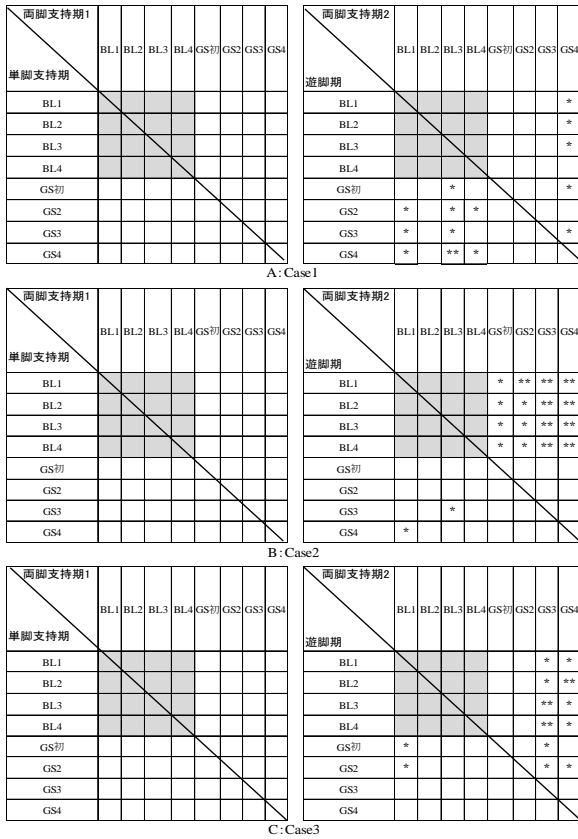 両脚支持期1 BL1 BL2 BL3 BL4 GS初 GS2 GS3 GS4
単脚支持期
BL1
BL2
BL3
BL4
GS初
GS2
GS3
GS4
両脚支持期2 BL1 BL2 BL3 BL4 GS初 GS2 GS3 GS4
遊脚期
BL1 *
BL2 *
BL3 *
BL4
GS初 * *
GS2 * * *
GS3 * * *
GS4 * ** *
A:Case1
両脚支持期1 BL1 BL2 BL3 BL4 GS初 GS2 GS3 GS4
単脚支持期
BL1
BL2
BL3
BL4
GS初
GS2
GS3
GS4
両脚支持期2 BL1 BL2 BL3 BL4 GS初 GS2 GS3 GS4
遊脚期
BL1 * ** ** **
BL2 * * ** **
BL3 * * ** **
BL4 * * ** **
GS初
GS2
GS3 *
GS4 *
B:Case2
両脚支持期1 BL1 BL2 BL3 BL4 GS初 GS2 GS3 GS4
単脚支持期
BL1
BL2
BL3
BL4
GS初
GS2
GS3
GS4
両脚支持期2 BL1 BL2 BL3 BL4 GS初 GS2 GS3 GS4
遊脚期
BL1 * *
BL2 * **
BL3 ** *
BL4 ** *
GS初 * *
GS2 * * *
GS3
GS4
C:Case3